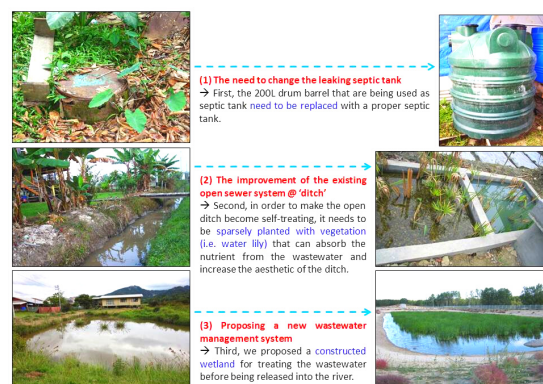 (1) The need to change the leaking septic tank
→ First, the 200L drum barrel that are being used as
septic tank need to be replaced with a proper septic
tank.
(2) The improvement of the existing
open sewer system @ 'ditch'
→ Second, in order to make the open
ditch become self-treating, it needs to
be sparsely planted with vegetation
(i.e. water lily) that can absorb the
nutrient from the wastewater and
increase the aesthetic of the ditch.
(3) Proposing a new wastewater
management system
→ Third, we proposed a constructed
wetland for treating the wastewater
before being released into the river.